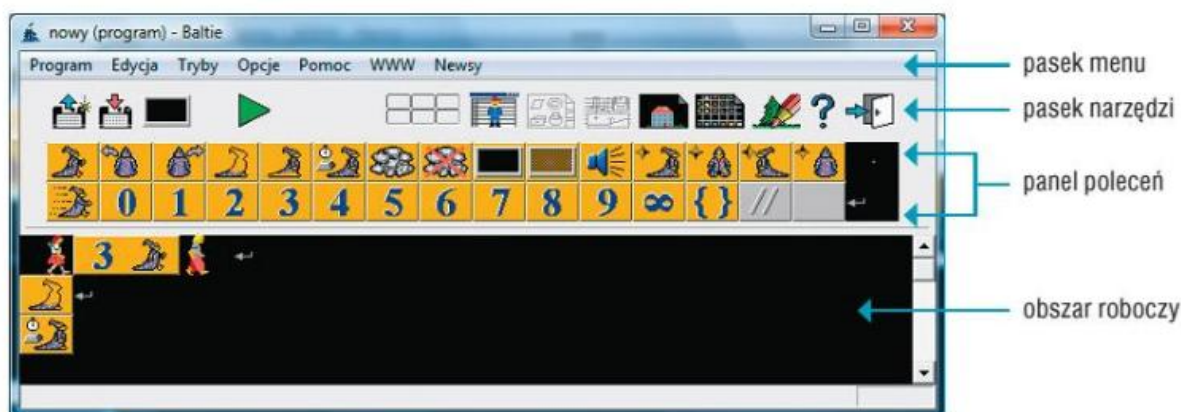 nowy (program) - Baltie
Program Edycja Tryby Opcje Pomoc WWW Newsy
pasek menu
pasek narzędzi
?
panel poleceń
0 1 2 3 4 5 6 7 8 9 ∞ { } //
3
obszar roboczy